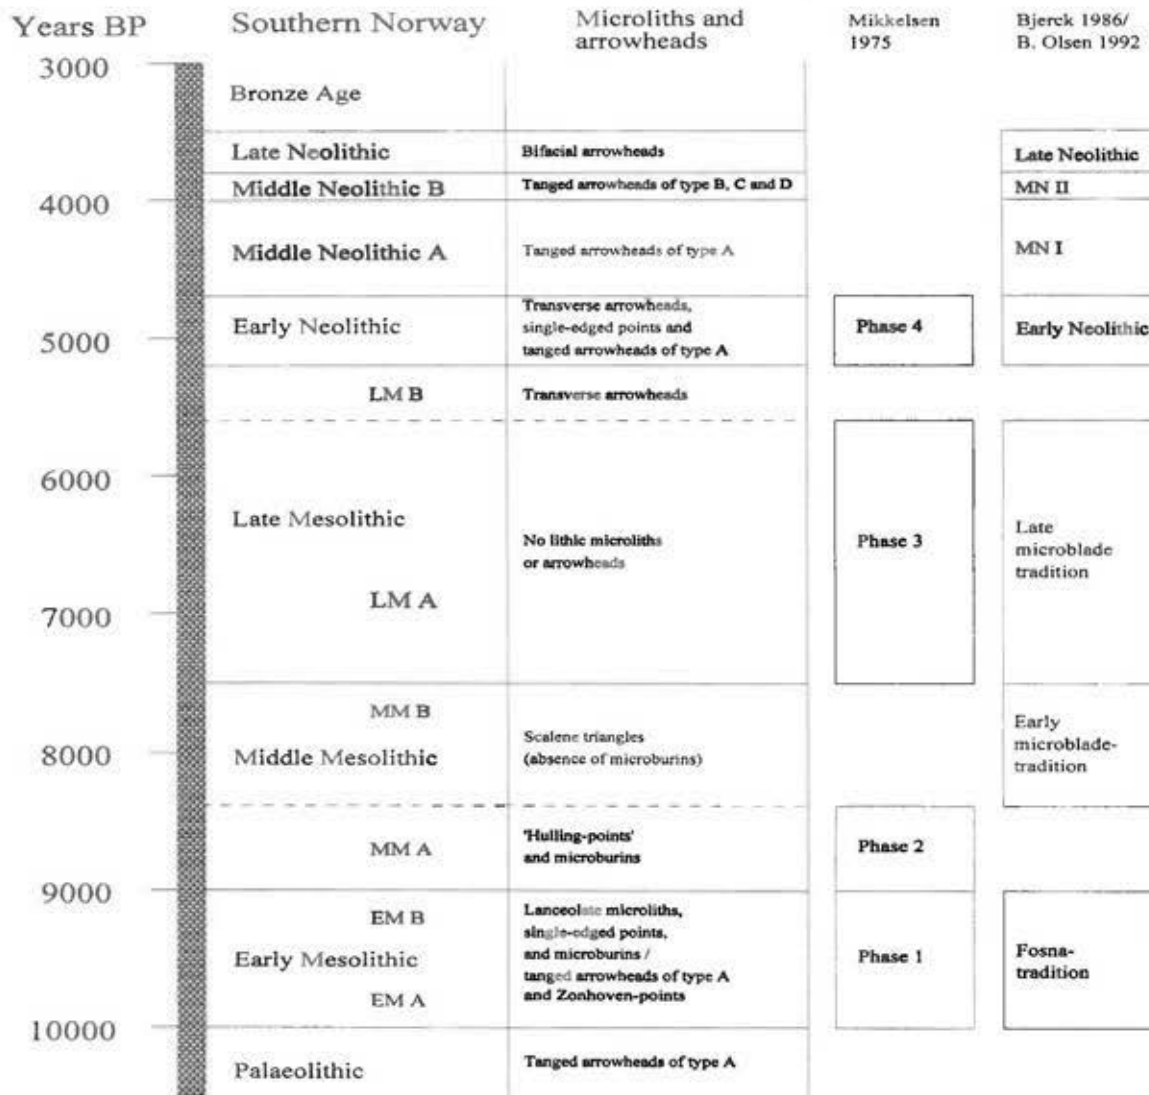 Years BP
Southern Norway
Microliths and
arrowheads
Mikkelsen
1975
Bjerck 1986/
B. Olsen 1992
3000
Bronze Age
Late Neolithic
Bifacial arrowheads
Late Neolithic
Middle Neolithic B
Tanged arrowheads of type B, C and D
MN II
4000
Middle Neolithic A
Tanged arrowheads of type A
MN I
Early Neolithic
Transverse arrowheads,
single-edged points and
tanged arrowheads of type A
Phase 4
Early Neolithic
5000
LM B
Transverse arrowheads
6000
Late Mesolithic
No lithic microliths
or arrowheads
Phase 3
Late
microblade
tradition
LM A
7000
MM B
Middle Mesolithic
Scalene triangles
(absence of microburins)
Early
microblade-
tradition
8000
MM A
'Hulling-points'
and microburins
Phase 2
9000
EM B
Early Mesolithic
EM A
Lanceolate microliths,
single-edged points,
and microburins /
tanged arrowheads of type A
and Zonhoven-points
Phase 1
Fosna-
tradition
10000
Palaeolithic
Tanged arrowheads of type A